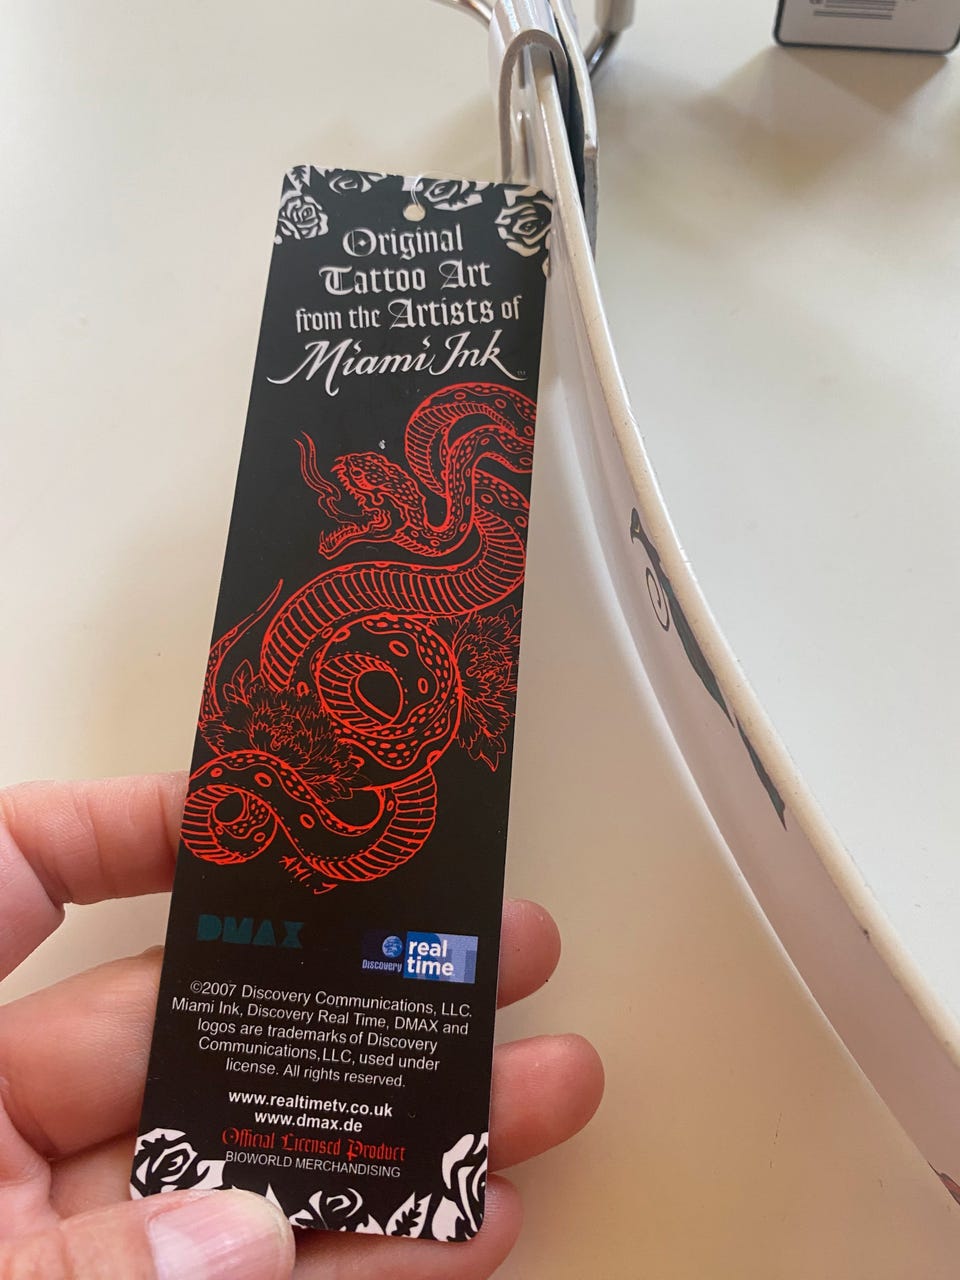 Original
Tattoo Art
from the Artists of
Miami Ink™
AMi.J
DMAX
Discovery
real
time
©2007 Discovery Communications, LLC.
Miami Ink, Discovery Real Time, DMAX and
logos are trademarks of Discovery
Communications, LLC, used under
license. All rights reserved.
www.realtimetv.co.uk
www.dmax.de
Official Licensed Product
BIOWORLD MERCHANDISING